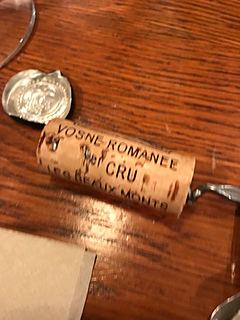 VOSNE-ROMANEE
1er CRU
LES BEAUX MONTS